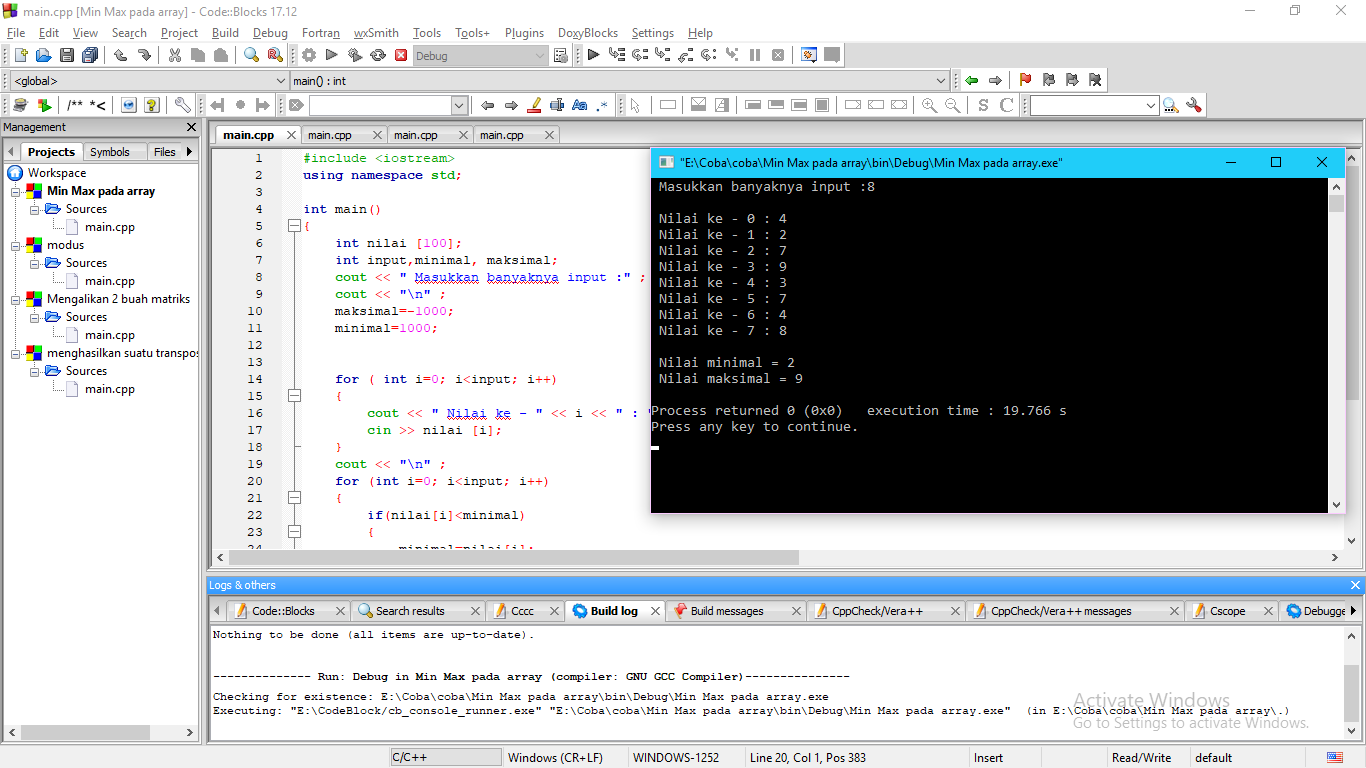 main.cpp [Min Max pada array] - Code::Blocks 17.12
File Edit View Search Project Build Debug Fortran wxSmith Tools Tools+ Plugins DoxyBlocks Settings Help
Debug
<global> main() : int
/** *< Aa .* S C
Management
Projects Symbols Files
Workspace
Min Max pada array
Sources
main.cpp
modus
Sources
main.cpp
Mengalikan 2 buah matriks
Sources
main.cpp
menghasilkan suatu transpos
Sources
main.cpp
main.cpp main.cpp main.cpp main.cpp
1 #include <iostream>
2 using namespace std;
3
4 int main()
5 {
6 int nilai [100];
7 int input,minimal, maksimal;
8 cout << " Masukkan banyaknya input :" ;
9 cout << "\n" ;
10 maksimal=-1000;
11 minimal=1000;
12
13
14 for ( int i=0; i<input; i++)
15 {
16 cout << " Nilai ke - " << i << " : "
17 cin >> nilai [i];
18 }
19 cout << "\n" ;
20 for (int i=0; i<input; i++)
21 {
22 if(nilai[i]<minimal)
23 {
24 minimal=nilai[i];
"E:\Coba\coba\Min Max pada array\bin\Debug\Min Max pada array.exe"
Masukkan banyaknya input :8
Nilai ke - 0 : 4
Nilai ke - 1 : 2
Nilai ke - 2 : 7
Nilai ke - 3 : 9
Nilai ke - 4 : 3
Nilai ke - 5 : 7
Nilai ke - 6 : 4
Nilai ke - 7 : 8
Nilai minimal = 2
Nilai maksimal = 9
Process returned 0 (0x0) execution time : 19.766 s
Press any key to continue.
Logs & others
Code::Blocks Search results Cccc Build log Build messages CppCheck/Vera++ CppCheck/Vera++ messages Cscope Debugge
Nothing to be done (all items are up-to-date).
-------------- Run: Debug in Min Max pada array (compiler: GNU GCC Compiler)---------------
Checking for existence: E:\Coba\coba\Min Max pada array\bin\Debug\Min Max pada array.exe
Executing: "E:\CodeBlock/cb_console_runner.exe" "E:\Coba\coba\Min Max pada array\bin\Debug\Min Max pada array.exe" (in E:\Coba\coba\Min Max pada array\.)
Activate Windows
Go to Settings to activate Windows.
C/C++ Windows (CR+LF) WINDOWS-1252 Line 20, Col 1, Pos 383 Insert Read/Write default